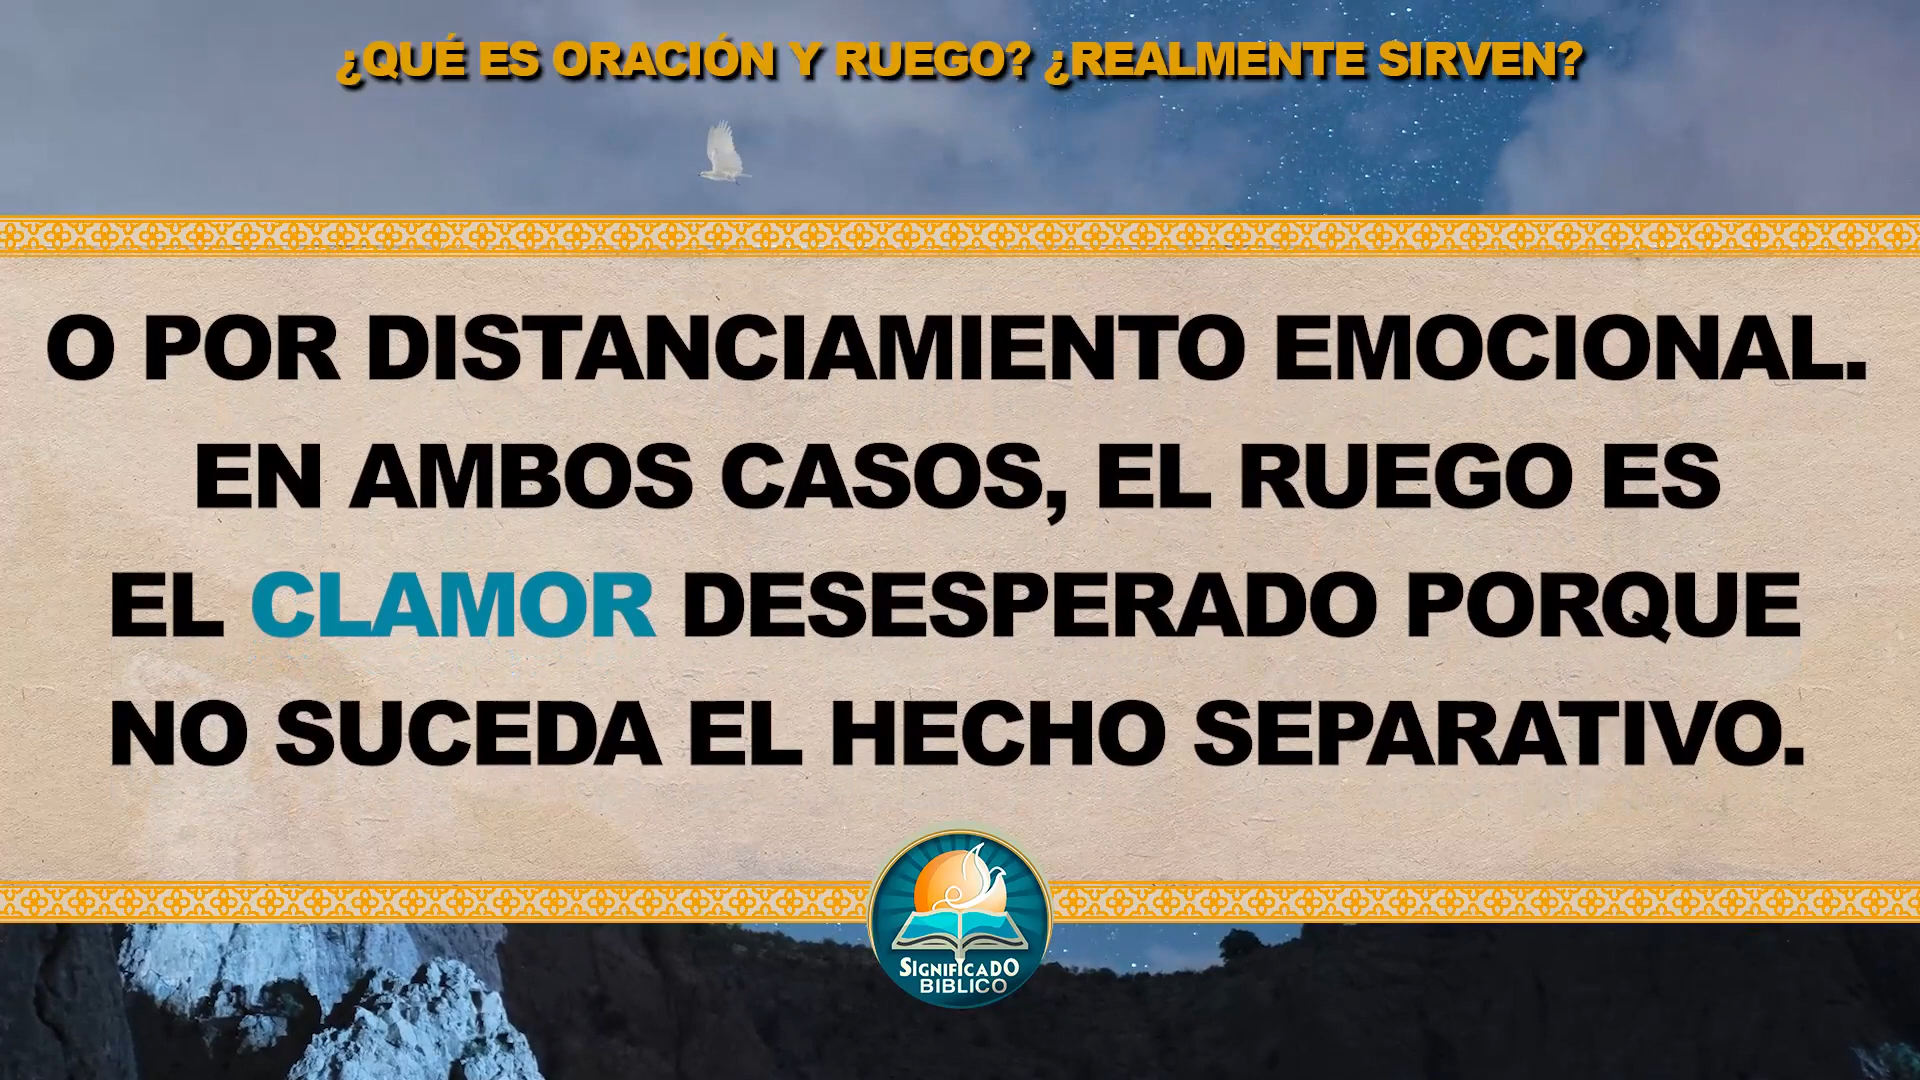 ¿QUÉ ES ORACIÓN Y RUEGO? ¿REALMENTE SIRVEN?
O POR DISTANCIAMIENTO EMOCIONAL.
EN AMBOS CASOS, EL RUEGO ES
EL CLAMOR DESESPERADO PORQUE
NO SUCEDA EL HECHO SEPARATIVO.
SIGNIFICADO
BIBLICO